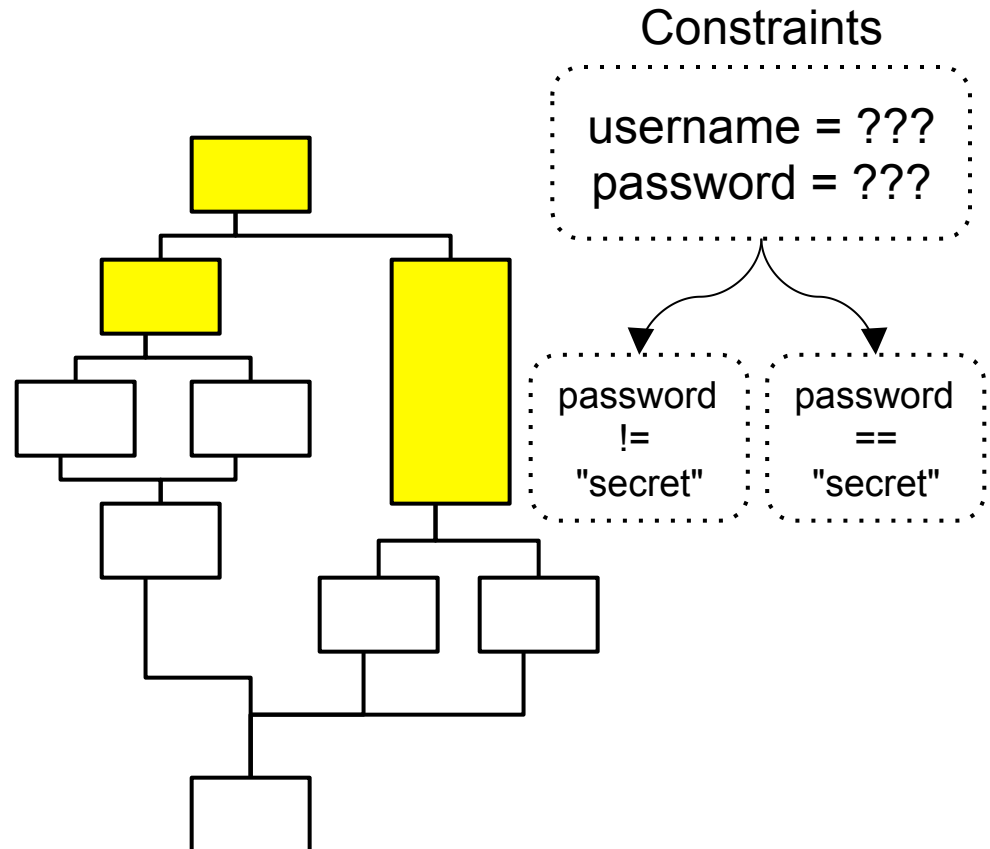 Constraints
username = ???
password = ???
password
!=
"secret"
password
==
"secret"